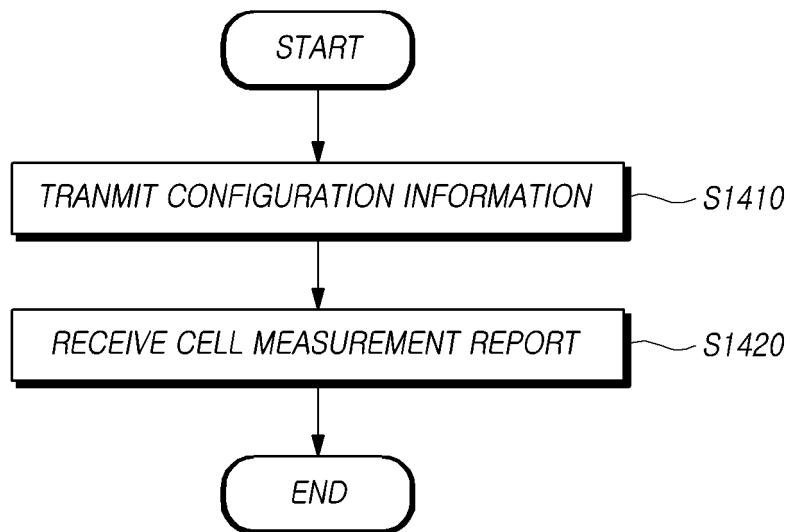 START
TRANMIT CONFIGURATION INFORMATION
S1410
RECEIVE CELL MEASUREMENT REPORT
S1420
END